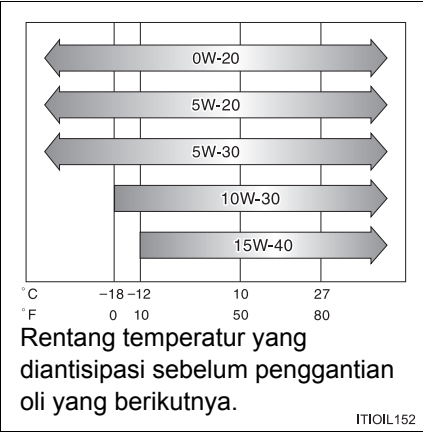 0W-20
5W-20
5W-30
10W-30
15W-40
°C −18 −12 10 27
°F 0 10 50 80
Rentang temperatur yang
diantisipasi sebelum penggantian
oli yang berikutnya.
ITIOIL152